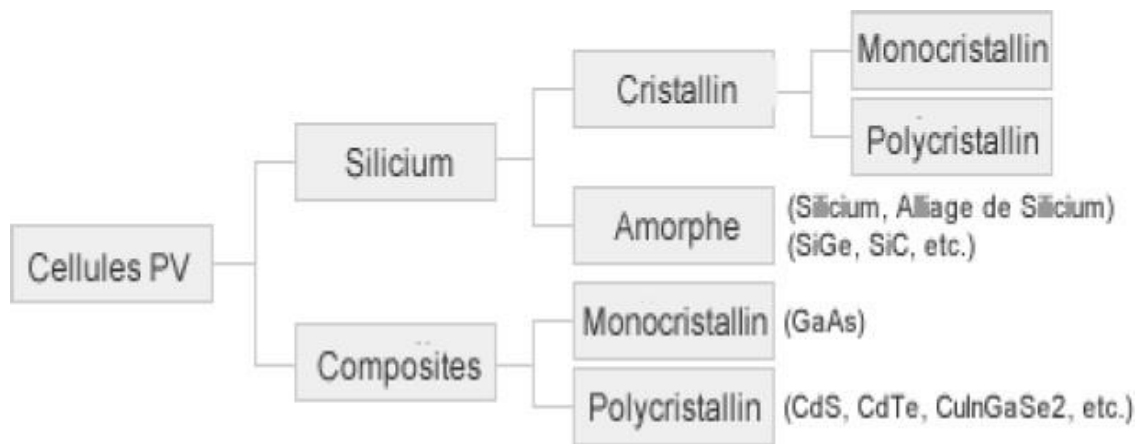 Monocristallin
Cristallin
Polycristallin
Silicium
Amorphe
(Silicium, Alliage de Silicium)
(SiGe, SiC, etc.)
Cellules PV
Monocristallin
(GaAs)
Composites
Polycristallin
(CdS, CdTe, CuInGaSe2, etc.)